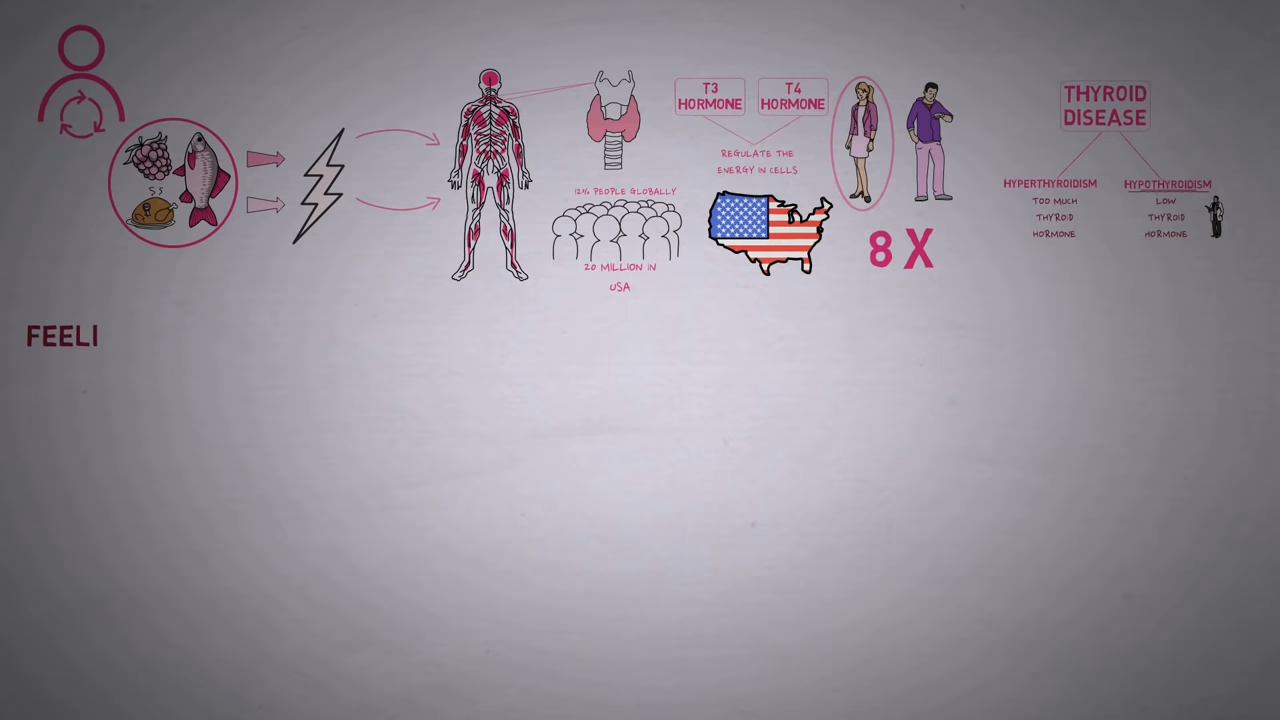 T3
HORMONE
T4
HORMONE
REGULATE THE
ENERGY IN CELLS
12% PEOPLE GLOBALLY
20 MILLION IN
USA
8 X
THYROID
DISEASE
HYPERTHYROIDISM
TOO MUCH
THYROID
HORMONE
HYPOTHYROIDISM
LOW
THYROID
HORMONE
FEELI